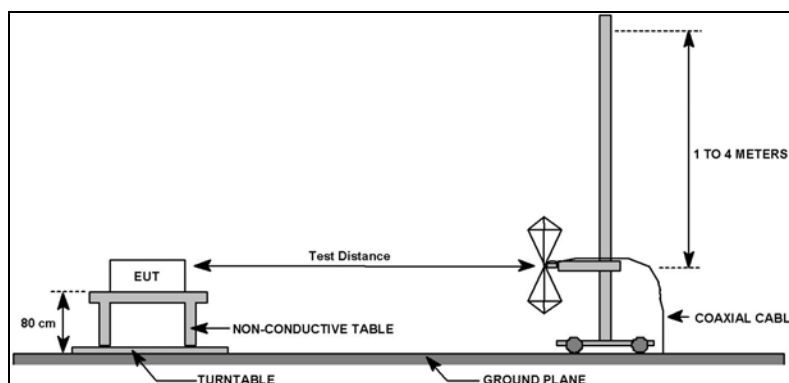 1 TO 4 METERS
Test Distance
EUT
80 cm
NON-CONDUCTIVE TABLE
COAXIAL CABL
TURNTABLE
GROUND PLANE